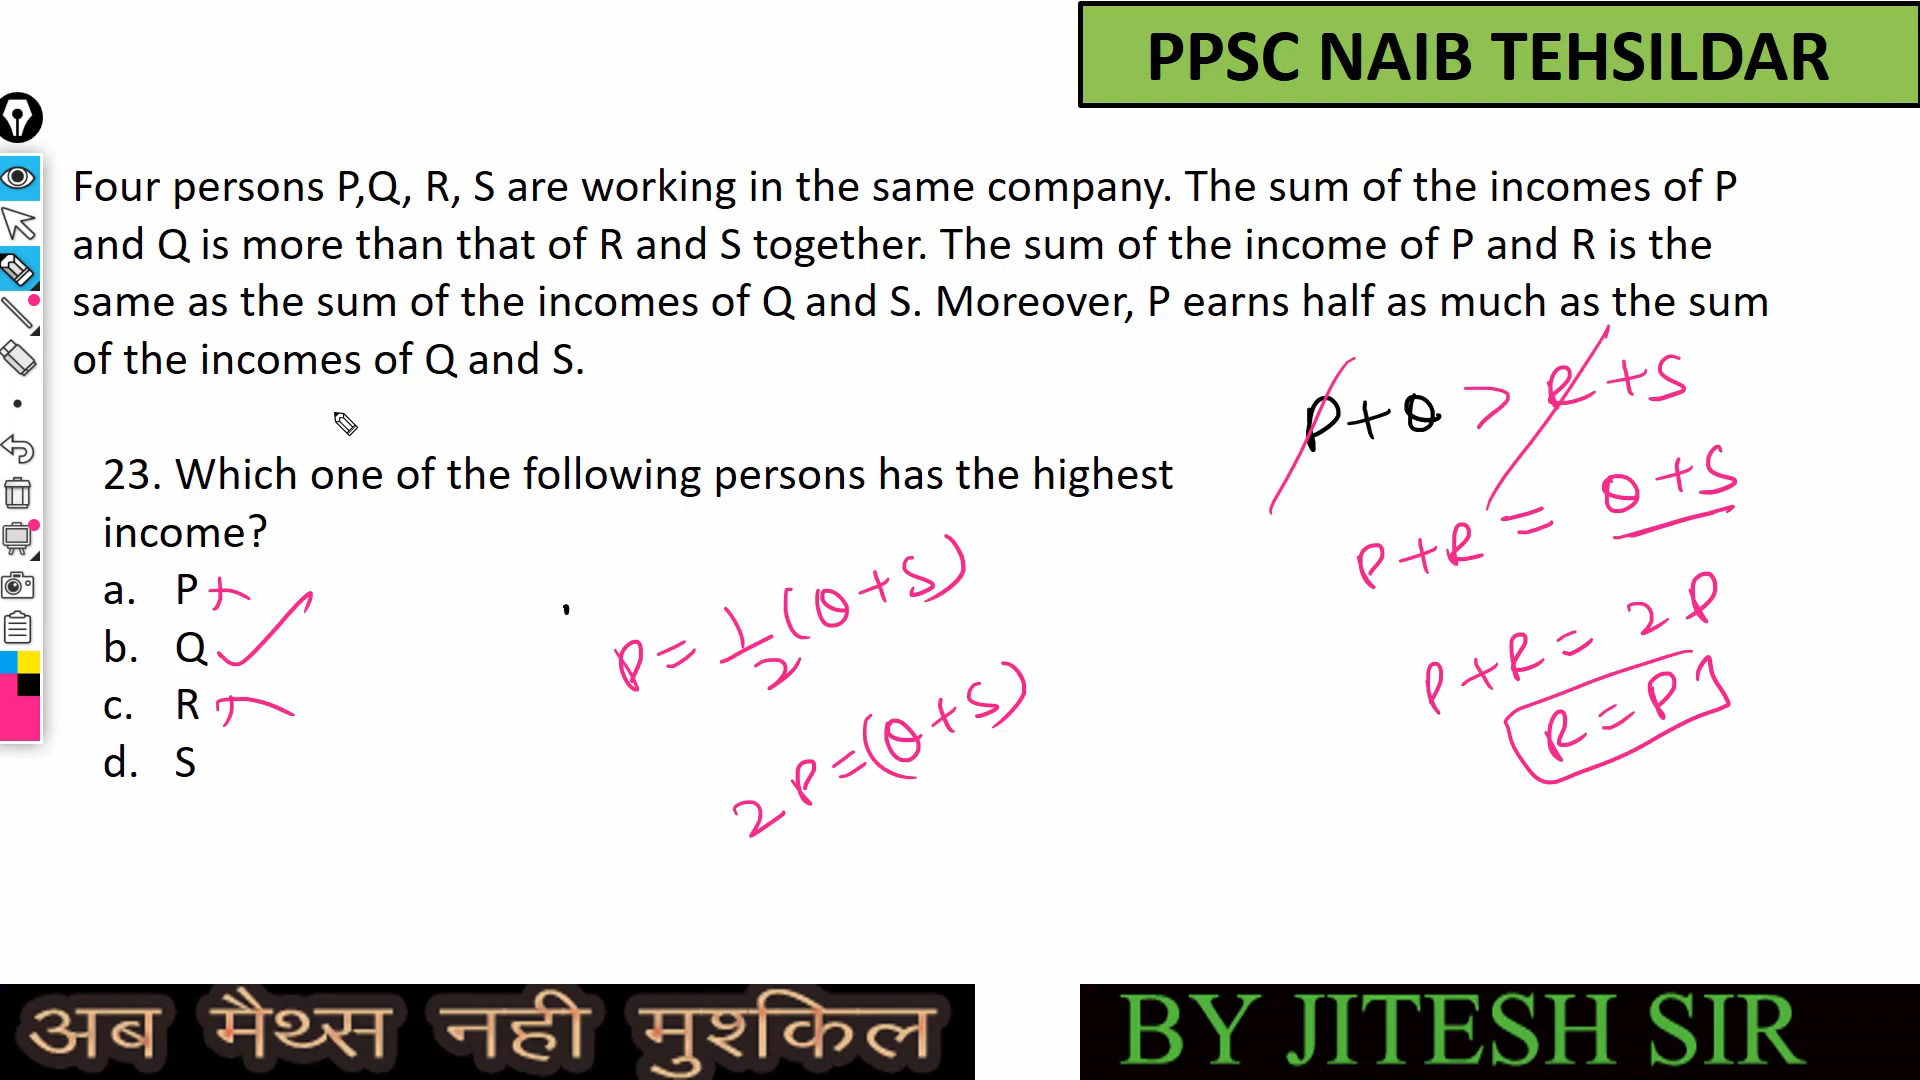 PPSC NAIB TEHSILDAR
Four persons P,Q, R, S are working in the same company. The sum of the incomes of P
and Q is more than that of R and S together. The sum of the income of P and R is the
same as the sum of the incomes of Q and S. Moreover, P earns half as much as the sum
of the incomes of Q and S.
P+Q > R+S
23. Which one of the following persons has the highest
income?
P+R = Q+S
a. P
b. Q
c. R
d. S
P = 1/2 (Q+S)
2P = (Q+S)
P+R = 2P
R = P
अब मैथ्स नही मुश्किल
BY JITESH SIR